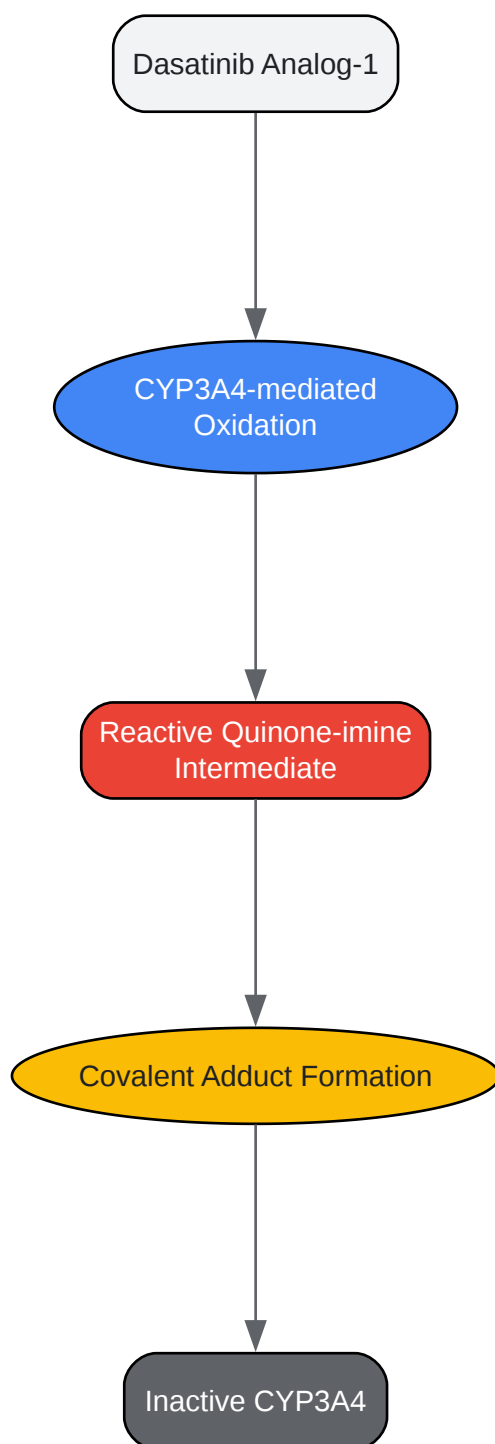 Dasatinib Analog-1
CYP3A4-mediated
Oxidation
Reactive Quinone-imine
Intermediate
Covalent Adduct Formation
Inactive CYP3A4